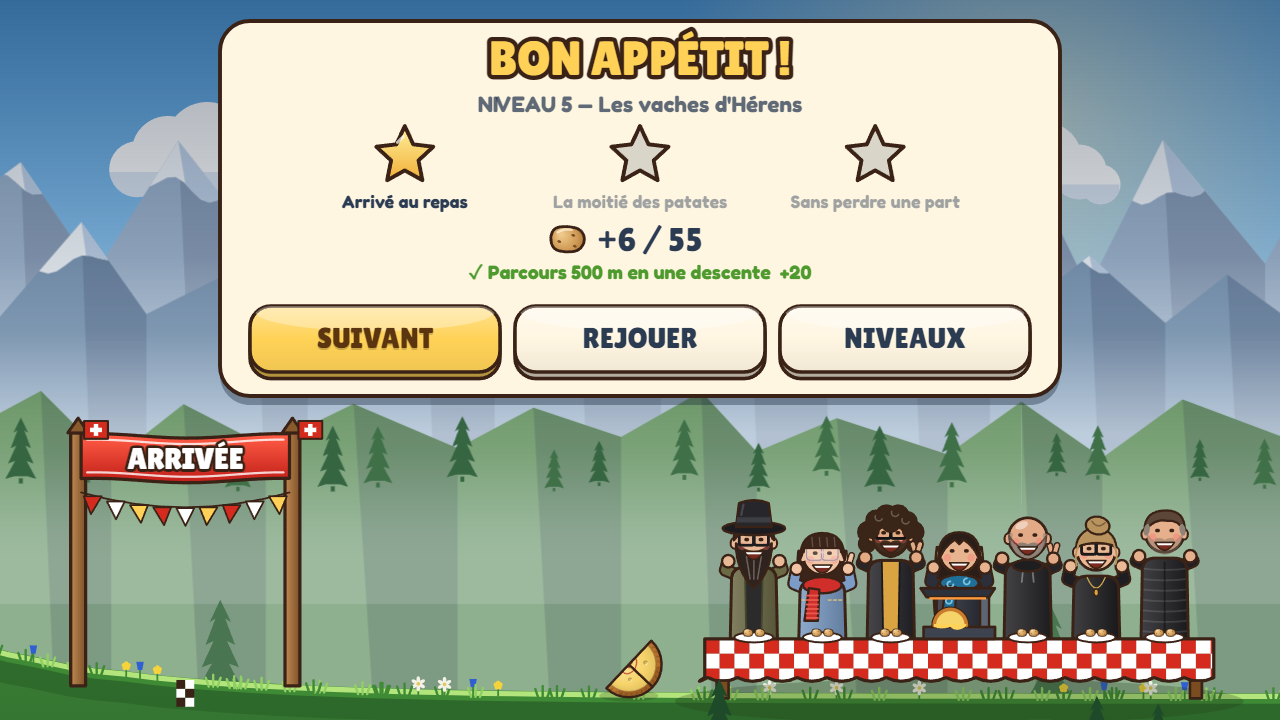 BON APPÉTIT !
NIVEAU 5 – Les vaches d'Hérens
Arrivé au repas
La moitié des patates
Sans perdre une part
+6 / 55
✓ Parcours 500 m en une descente +20
SUIVANT
REJOUER
NIVEAUX
ARRIVÉE